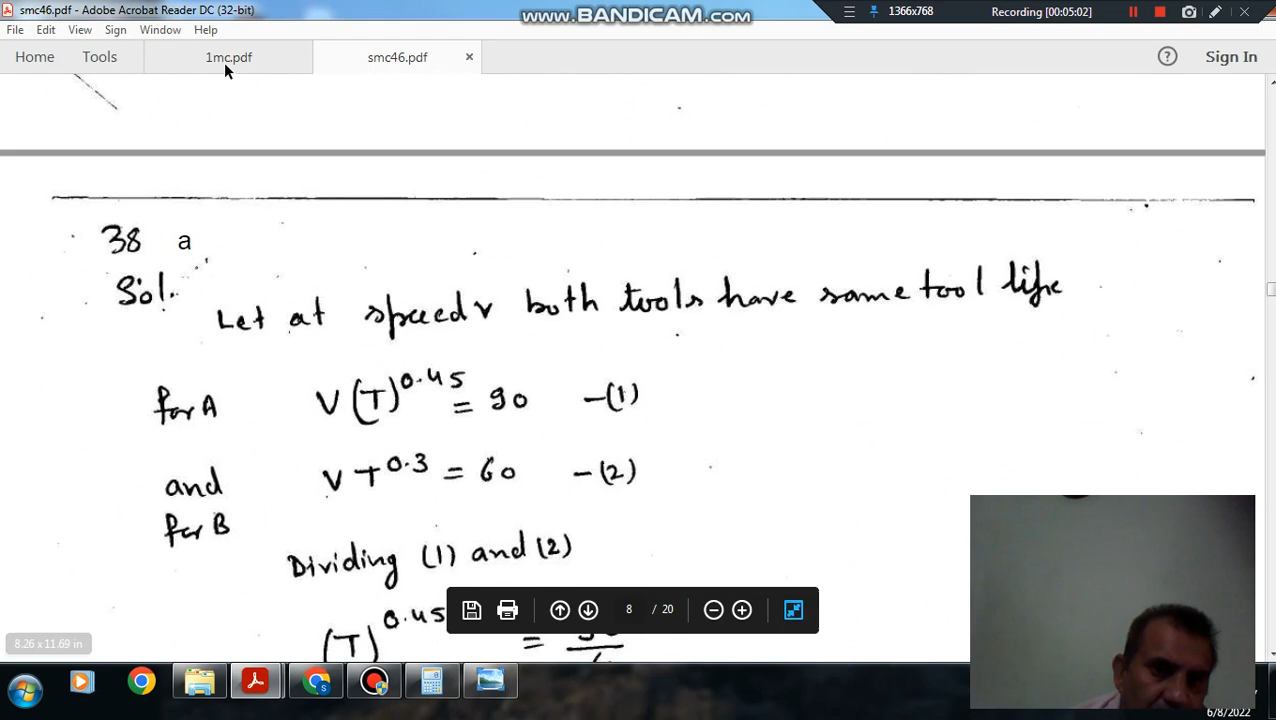 smc46.pdf - Adobe Acrobat Reader DC (32-bit)
www.BANDICAM.com
1366x768
Recording [00:05:02]
File Edit View Sign Window Help
Home Tools 1mc.pdf smc46.pdf × Sign In
38 a
Sol.
Let at speed v both tools have same tool life
for A V(T)^0.45 = 90 -(1)
and VT^0.3 = 60 -(2)
for B
Dividing (1) and (2)
(T)^0.45 =
8 / 20
8.26 x 11.69 in
6/8/2022